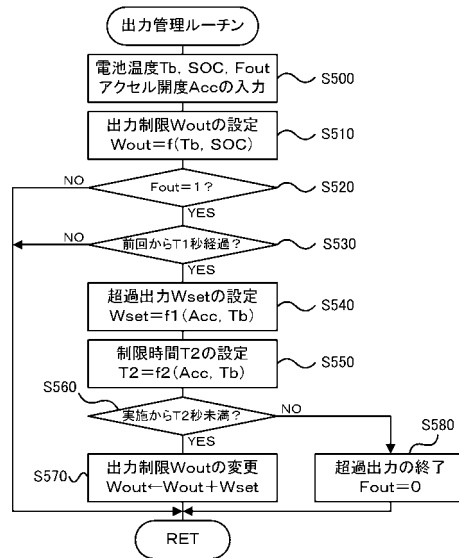 出力管理ルーチン
電池温度Tb, SOC, Fout
アクセル開度Accの入力
S500
出力制限Woutの設定
Wout=f(Tb, SOC)
S510
NO
Fout=1?
S520
YES
NO
前回からT1秒経過?
S530
YES
超過出力Wsetの設定
Wset=f1(Acc, Tb)
S540
制限時間T2の設定
T2=f2(Acc, Tb)
S550
S560
実施からT2秒未満?
NO
YES
S580
S570
出力制限Woutの変更
Wout←Wout+Wset
超過出力の終了
Fout=0
RET